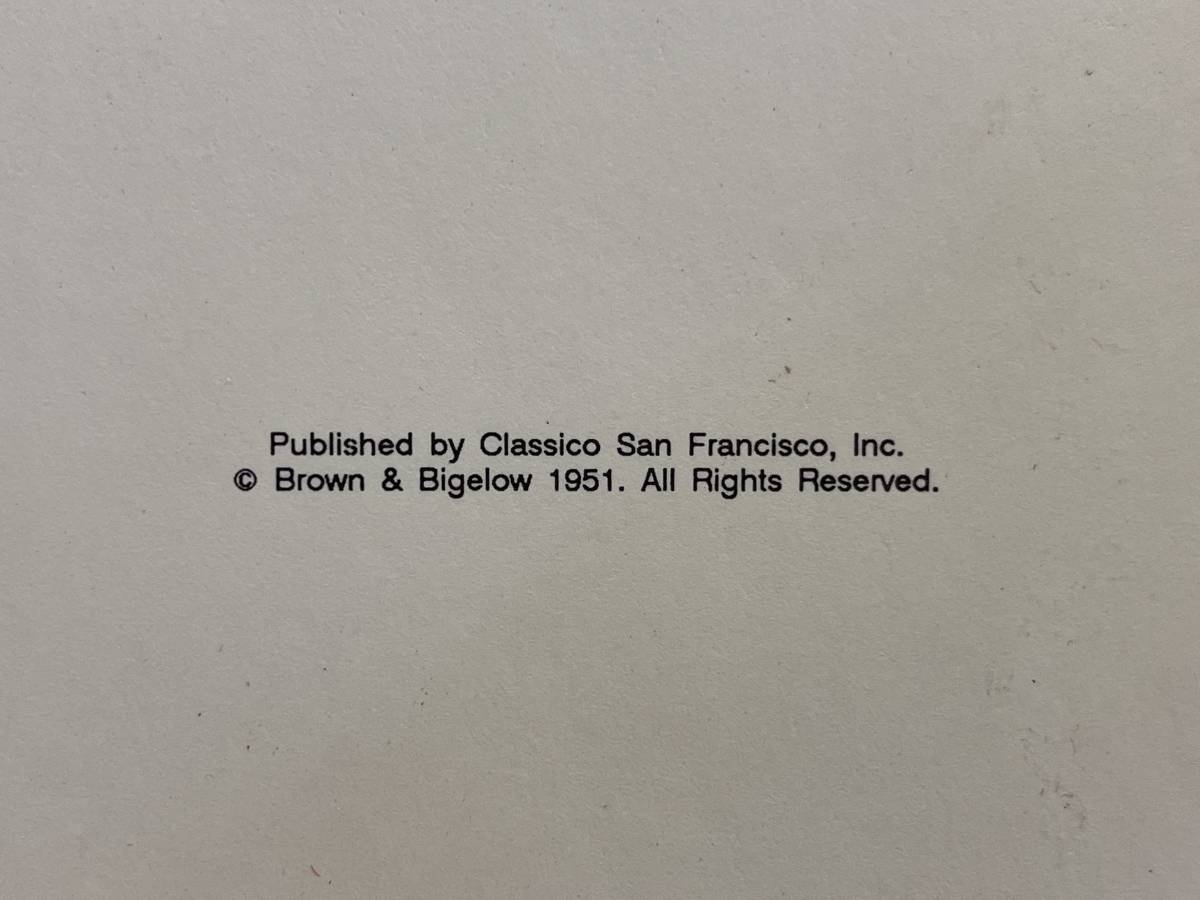 Published by Classico San Francisco, Inc.
© Brown & Bigelow 1951. All Rights Reserved.